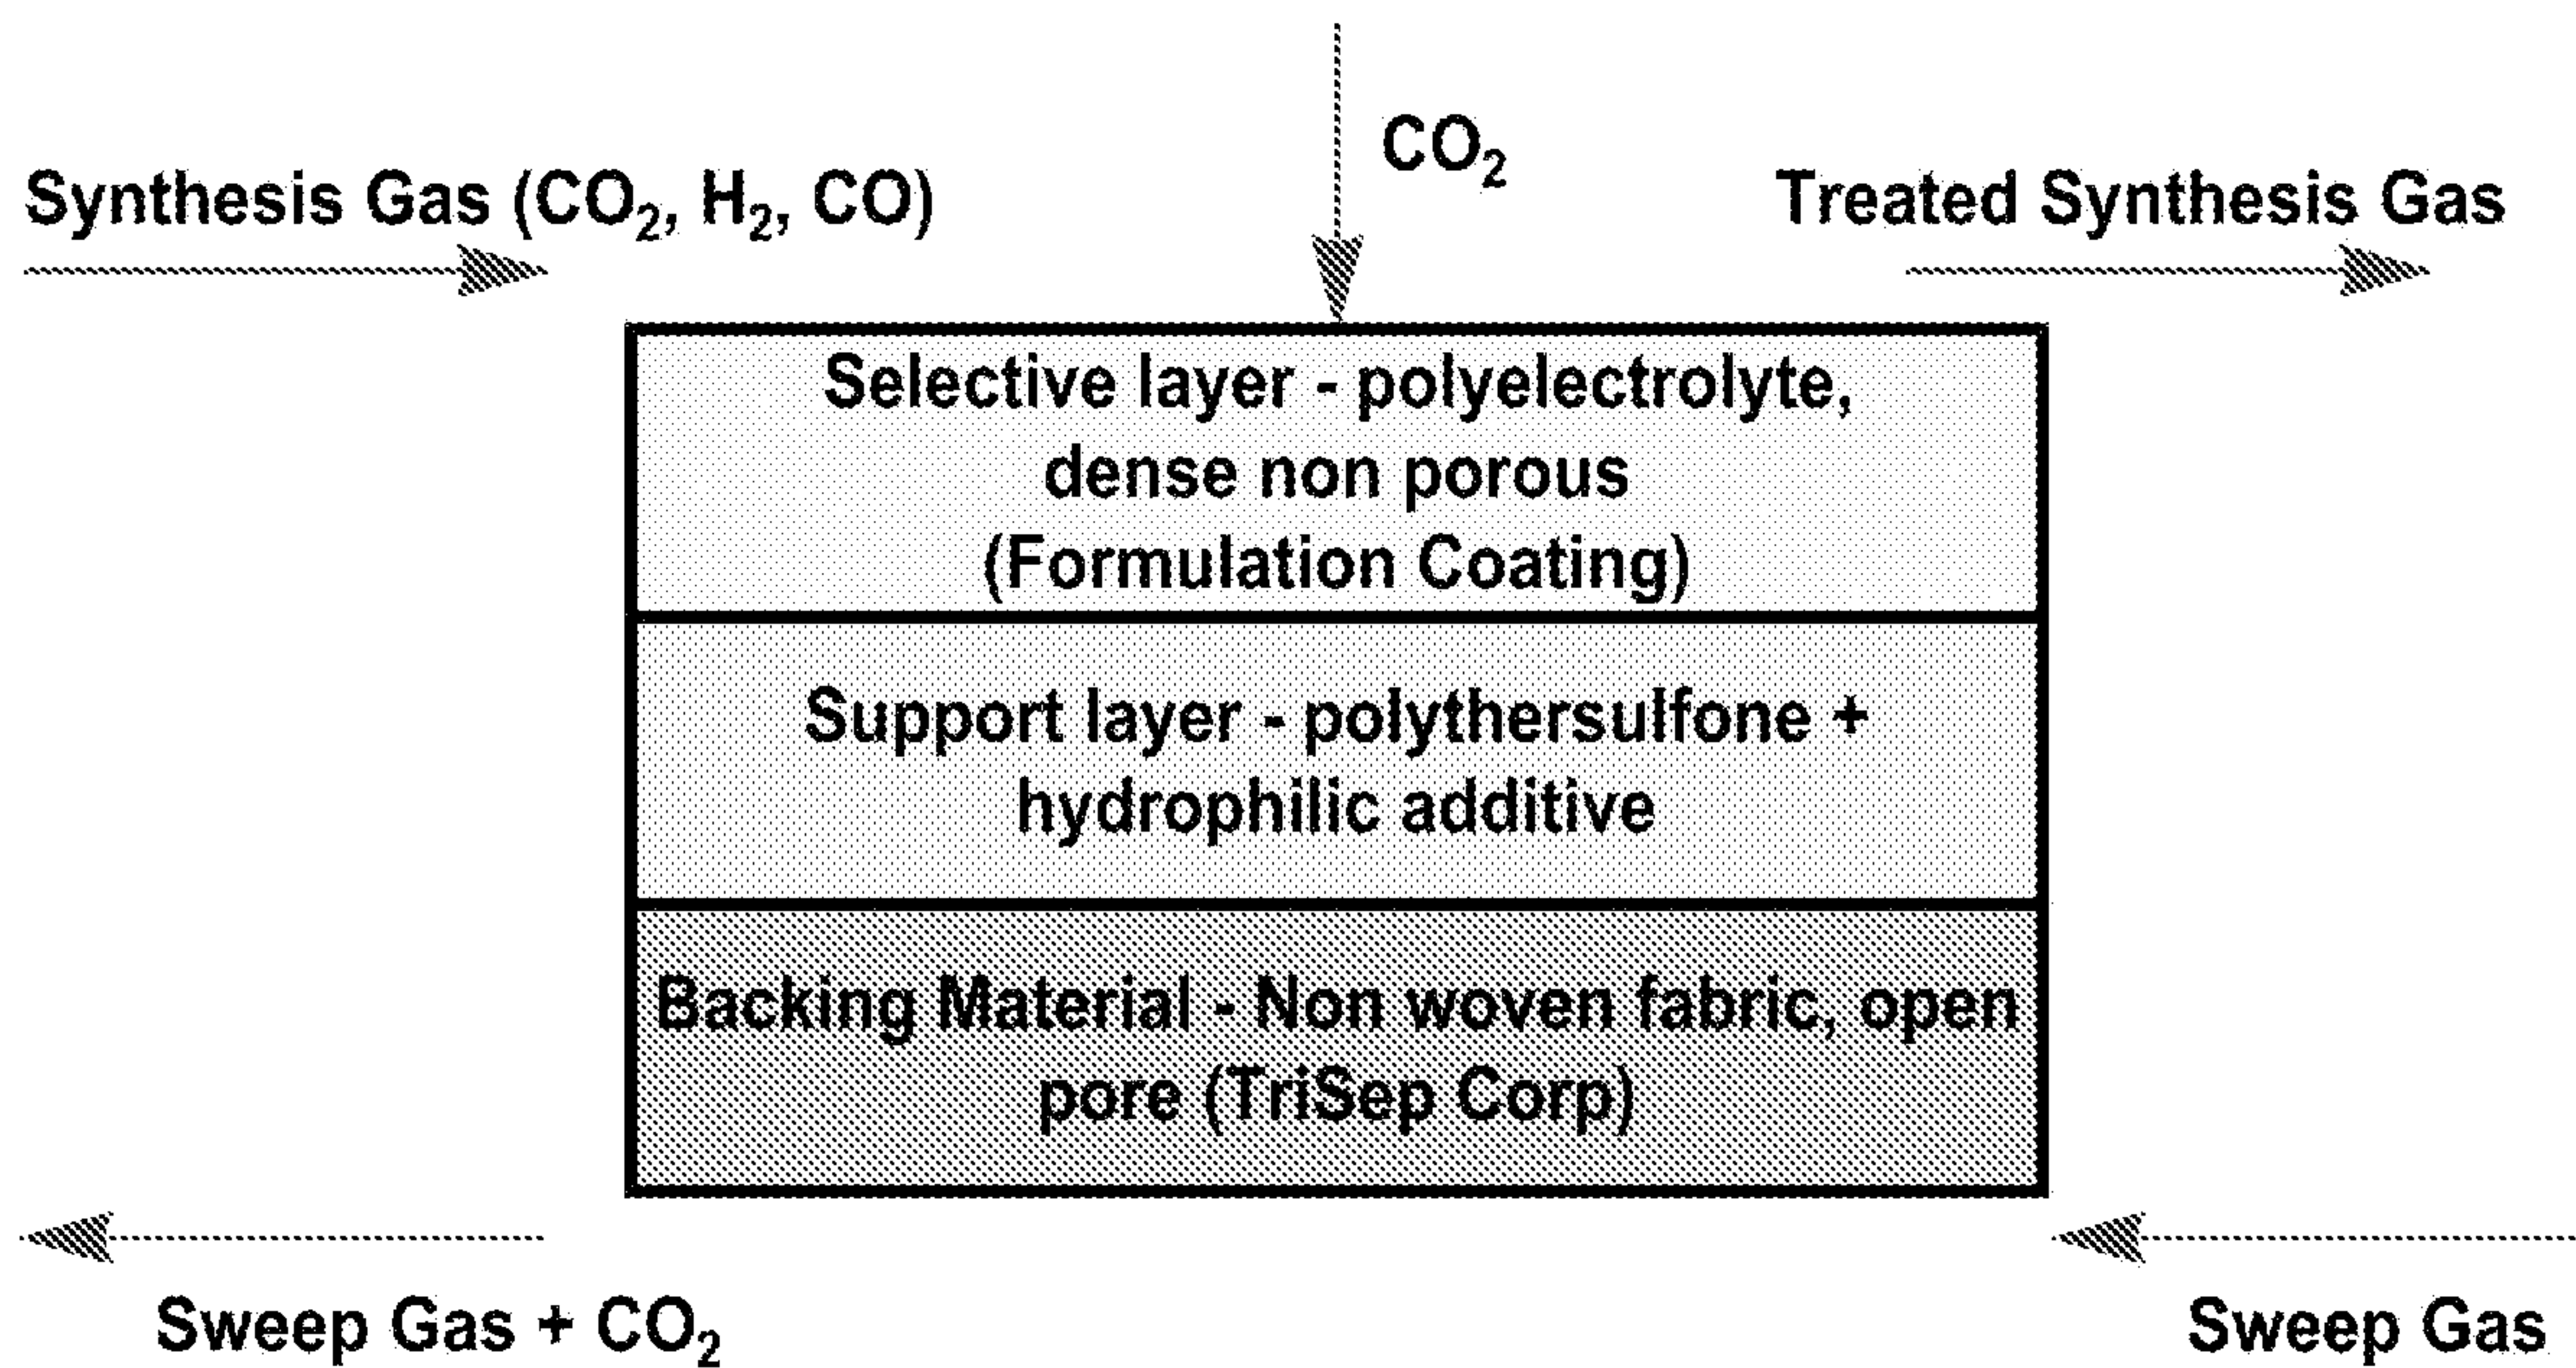 CO₂
Synthesis Gas (CO₂, H₂, CO)
Treated Synthesis Gas
Selective layer - polyelectrolyte,
dense non porous
(Formulation Coating)
Support layer - polythersulfone +
hydrophilic additive
Backing Material - Non woven fabric, open
pore (TriSep Corp)
Sweep Gas + CO₂
Sweep Gas